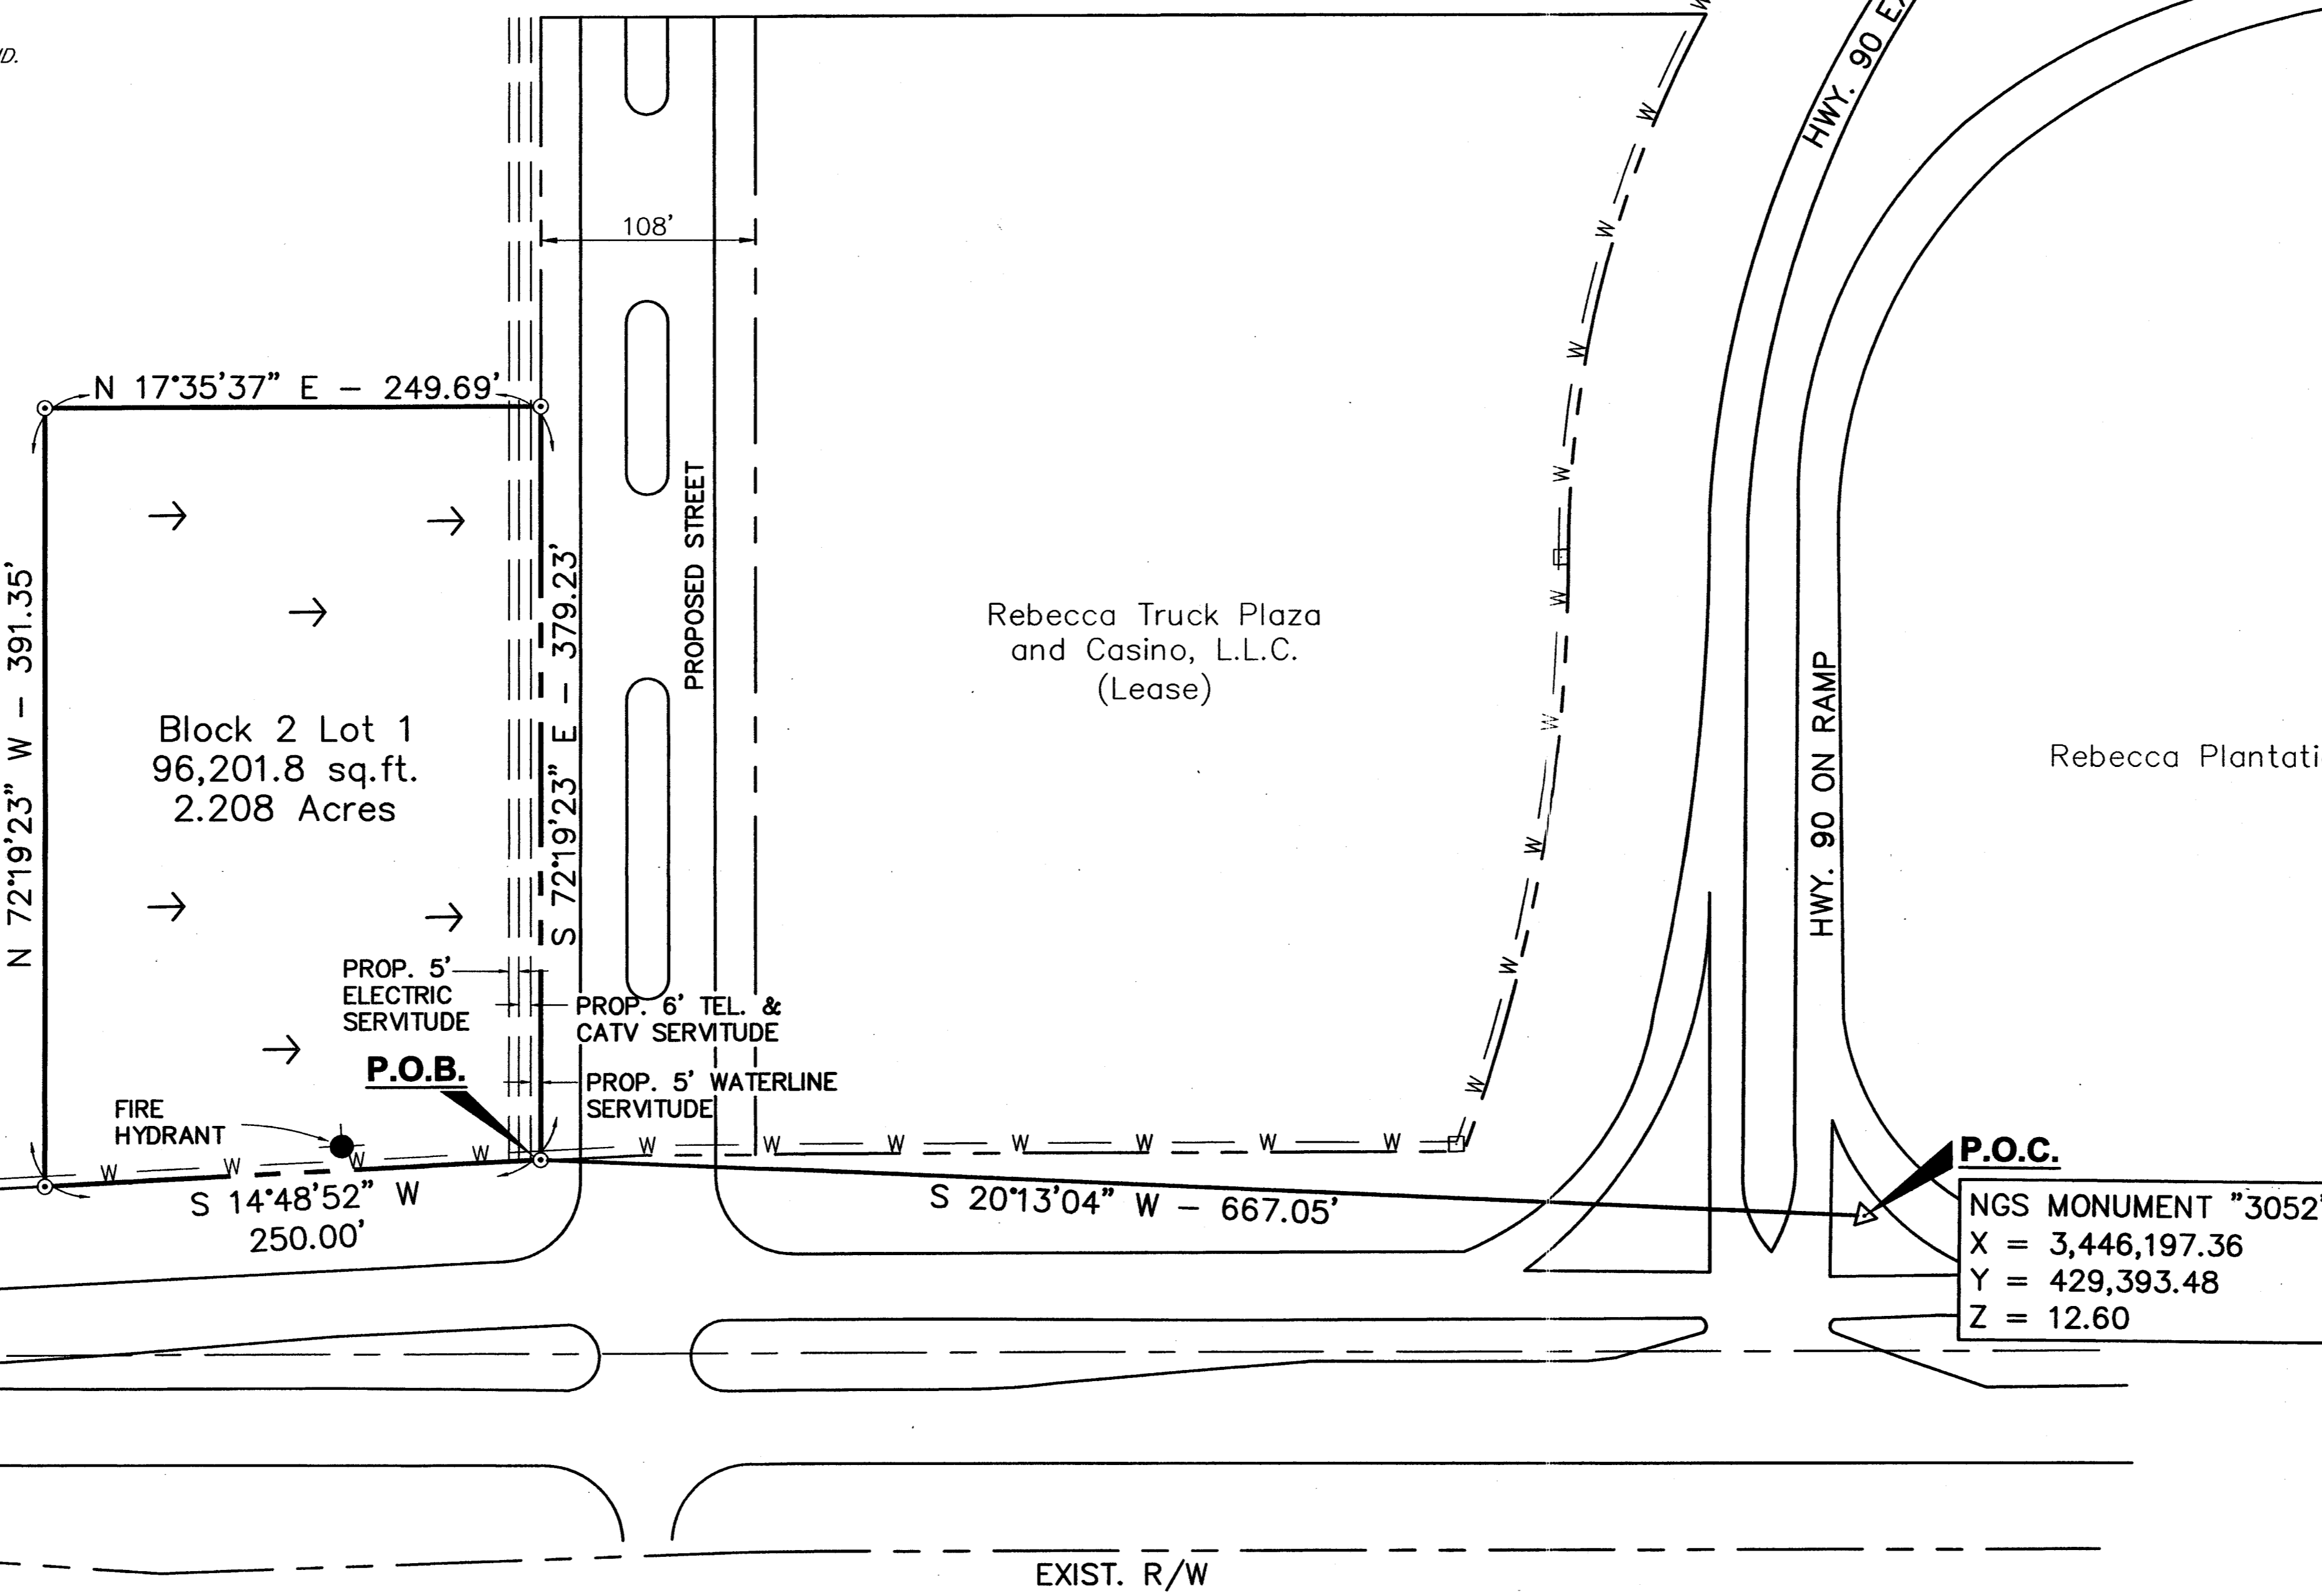 HWY. 90
108'
N 17°35'37" E – 249.69'
N 72°19'23" W – 391.35'
S 72°19'23" E – 379.23'
PROPOSED STREET
Rebecca Truck Plaza
and Casino, L.L.C.
(Lease)
HWY. 90 ON RAMP
Rebecca
Block 2 Lot 1
96,201.8 sq.ft.
2.208 Acres
PROP. 5'
ELECTRIC
SERVITUDE
PROP. 6' TEL. &
CATV SERVITUDE
P.O.B.
PROP. 5' WATERLINE
SERVITUDE
FIRE
HYDRANT
W W W W W W W W W W W
W W W W W W W W W W W W
S 14°48'52" W
250.00'
S 20°13'04" W – 667.05'
P.O.C.
NGS MONUMENT "3052"
X = 3,446,197.36
Y = 429,393.48
Z = 12.60
EXIST. R/W